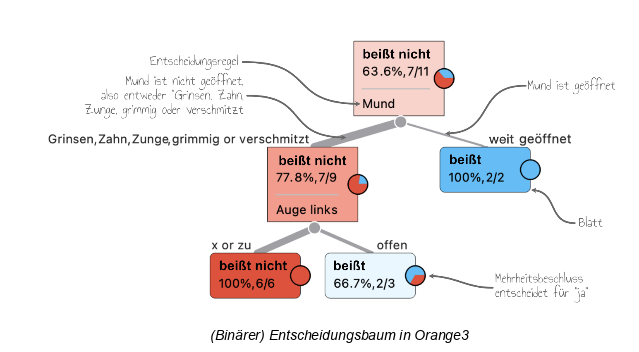 beißt nicht
63.6%, 7/11
Mund
Entscheidungsregel
Mund ist nicht geöffnet,
also entweder "Grinsen, Zahn,
Zunge, grimmig oder verschmitzt
Mund ist geöffnet
Grinsen, Zahn, Zunge, grimmig or verschmitzt
weit geöffnet
beißt nicht
77.8%, 7/9
Auge links
beißt
100%, 2/2
Blatt
x or zu
offen
beißt nicht
100%, 6/6
beißt
66.7%, 2/3
Mehrheitsbeschluss
entscheidet für "ja"
(Binärer) Entscheidungsbaum in Orange3